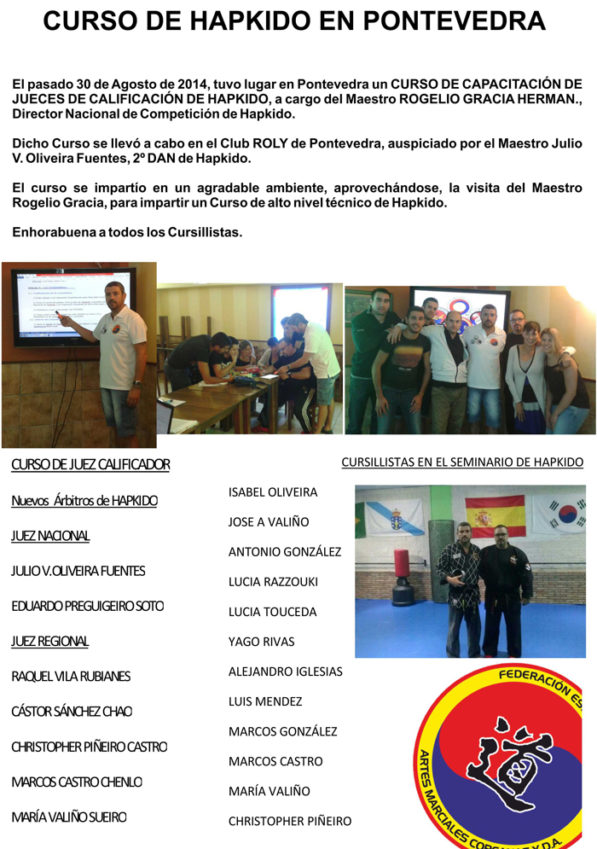 CURSO DE HAPKIDO EN PONTEVEDRA
El pasado 30 de Agosto de 2014, tuvo lugar en Pontevedra un CURSO DE CAPACITACIÓN DE
JUECES DE CALIFICACIÓN DE HAPKIDO, a cargo del Maestro ROGELIO GRACIA HERMAN.,
Director Nacional de Competición de Hapkido.
Dicho Curso se llevó a cabo en el Club ROLY de Pontevedra, auspiciado por el Maestro Julio
V. Oliveira Fuentes, 2º DAN de Hapkido.
El curso se impartío en un agradable ambiente, aprovechándose, la visita del Maestro
Rogelio Gracia, para impartir un Curso de alto nivel técnico de Hapkido.
Enhorabuena a todos los Cursillistas.
CURSO DE JUEZ CALIFICADOR
Nuevos Árbitros de HAPKIDO
JUEZ NACIONAL
JULIO V.OLIVEIRA FUENTES
EDUARDO PREGUIGEIRO SOTO
JUEZ REGIONAL
RAQUEL VILA RUBIANES
CÁSTOR SÁNCHEZ CHAO
CHRISTOPHER PIÑEIRO CASTRO
MARCOS CASTRO CHENLO
MARÍA VALIÑO SUEIRO
CURSILLISTAS EN EL SEMINARIO DE HAPKIDO
ISABEL OLIVEIRA
JOSE A VALIÑO
ANTONIO GONZÁLEZ
LUCIA RAZZOUKI
LUCIA TOUCEDA
YAGO RIVAS
ALEJANDRO IGLESIAS
LUIS MENDEZ
MARCOS GONZÁLEZ
MARCOS CASTRO
MARÍA VALIÑO
CHRISTOPHER PIÑEIRO
FEDERACIÓN ES
ARTES MARCIALES COREANAS Y D.A.